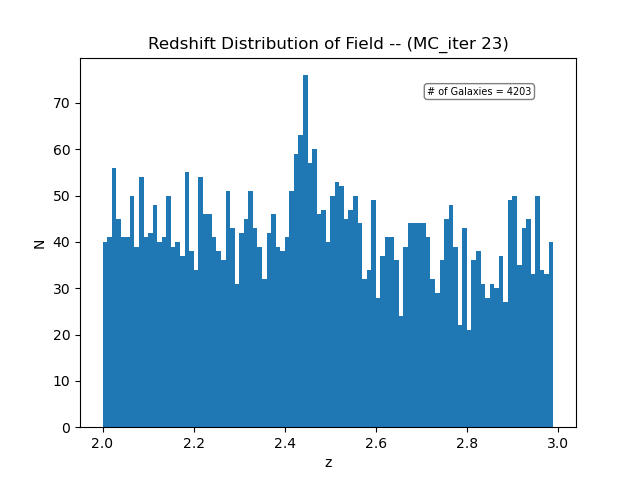 Redshift Distribution of Field -- (MC_iter 23)
# of Galaxies = 4203
70
60
50
40
30
20
10
0
N
2.0 2.2 2.4 2.6 2.8 3.0
z